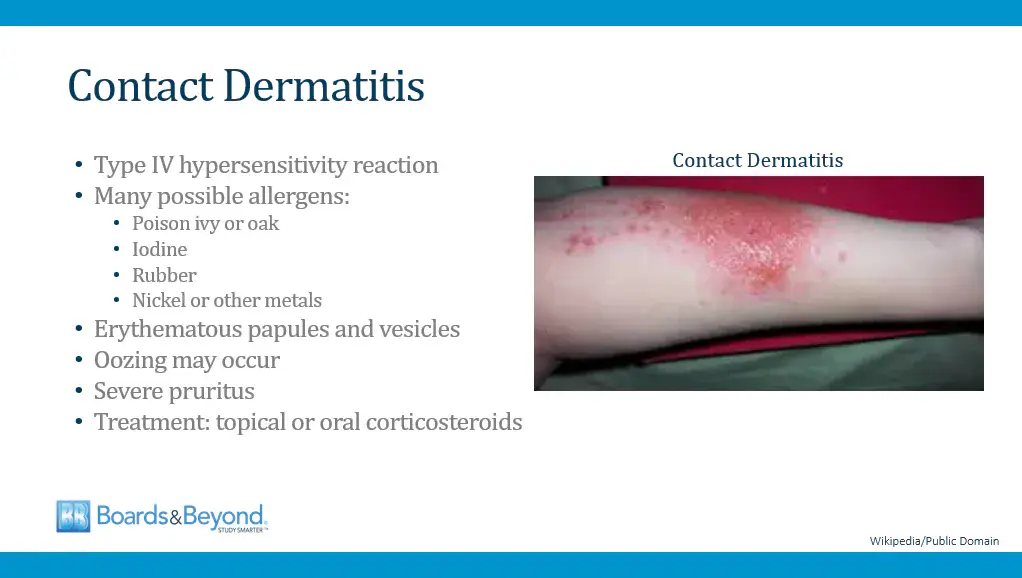 Contact Dermatitis
• Type IV hypersensitivity reaction
• Many possible allergens:
• Poison ivy or oak
• Iodine
• Rubber
• Nickel or other metals
• Erythematous papules and vesicles
• Oozing may occur
• Severe pruritus
• Treatment: topical or oral corticosteroids
Contact Dermatitis
BB Boards&Beyond.
STUDY SMARTER™
Wikipedia/Public Domain